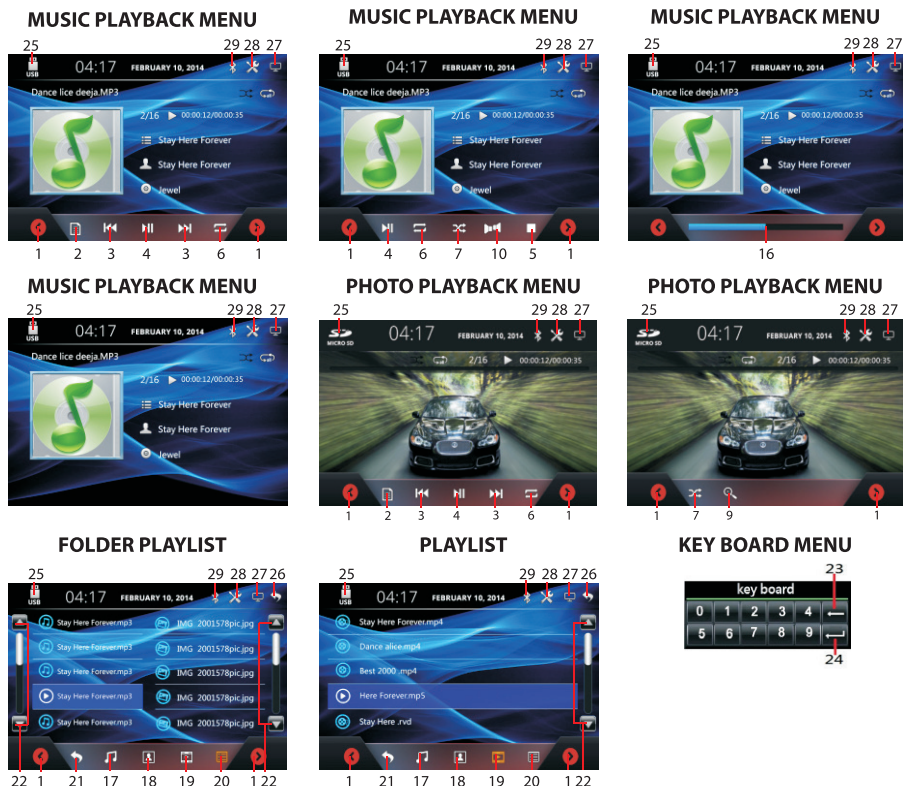 MUSIC PLAYBACK MENU
25 29 28 27
USB 04:17 FEBRUARY 10, 2014
Dance lice deeja.MP3
2/16 00:00:12/00:00:35
Stay Here Forever
Stay Here Forever
Jewel
1 2 3 4 3 6 1
MUSIC PLAYBACK MENU
25 29 28 27
USB 04:17 FEBRUARY 10, 2014
Dance lice deeja.MP3
2/16 00:00:12/00:00:35
Stay Here Forever
Stay Here Forever
Jewel
1 4 6 7 10 5 1
MUSIC PLAYBACK MENU
25 29 28 27
USB 04:17 FEBRUARY 10, 2014
Dance lice deeja.MP3
2/16 00:00:12/00:00:35
Stay Here Forever
Stay Here Forever
Jewel
16
MUSIC PLAYBACK MENU
25 29 28 27
USB 04:17 FEBRUARY 10, 2014
Dance lice deeja.MP3
2/16 00:00:12/00:00:35
Stay Here Forever
Stay Here Forever
Jewel
PHOTO PLAYBACK MENU
25 29 28 27
MICRO SD 04:17 FEBRUARY 10, 2014
2/16 00:00:12/00:00:35
1 2 3 4 3 6 1
PHOTO PLAYBACK MENU
25 29 28 27
MICRO SD 04:17 FEBRUARY 10, 2014
2/16 00:00:12/00:00:35
1 7 9 1
FOLDER PLAYLIST
25 29 28 27 26
USB 04:17 FEBRUARY 10, 2014
Stay Here Forever.mp3 IMG 2001578pic.jpg
Stay Here Forever.mp3 IMG 2001578pic.jpg
Stay Here Forever.mp3 IMG 2001578pic.jpg
Stay Here Forever.mp3 IMG 2001578pic.jpg
Stay Here Forever.mp3 IMG 2001578pic.jpg
22 1 21 17 18 19 20 1 22
PLAYLIST
25 29 28 27 26
USB 04:17 FEBRUARY 10, 2014
Stay Here Forever.mp4
Dance alice.mp4
Best 2000 .mp4
Here Forever.mp5
Stay Here .rvd
1 21 17 18 19 20 1 22
KEY BOARD MENU
23
key board
0 1 2 3 4
5 6 7 8 9
24